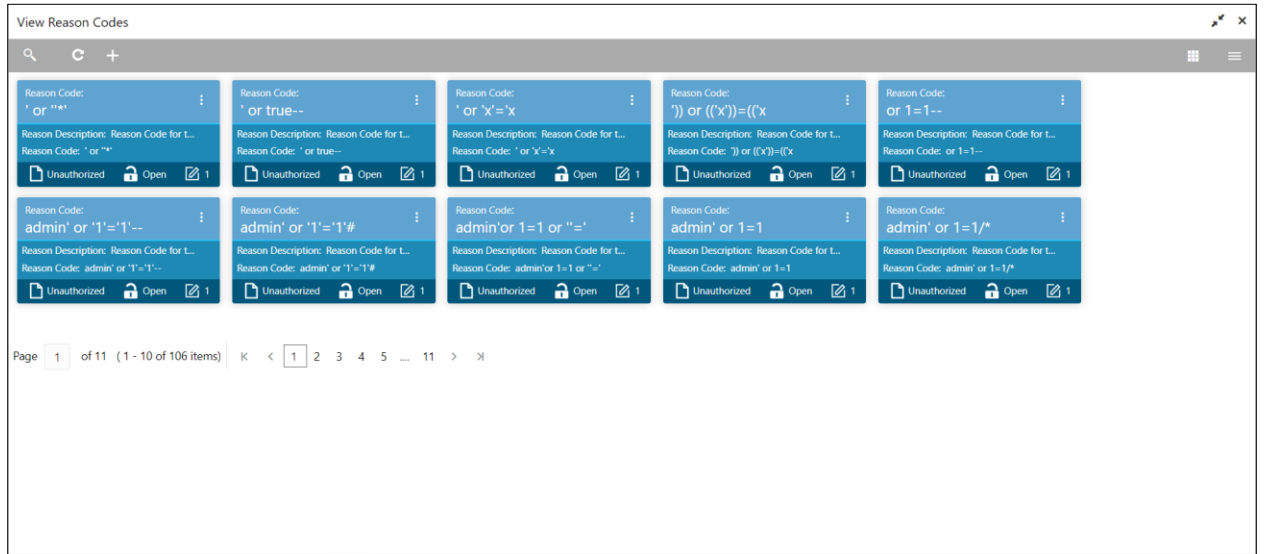 View Reason Codes
Reason Code:
' or ''*'
Reason Description: Reason Code for t...
Reason Code: ' or ''*'
Unauthorized Open 1
Reason Code:
' or true--
Reason Description: Reason Code for t...
Reason Code: ' or true--
Unauthorized Open 1
Reason Code:
' or 'x'='x
Reason Description: Reason Code for t...
Reason Code: ' or 'x'='x
Unauthorized Open 1
Reason Code:
')) or (('x'))=(('x
Reason Description: Reason Code for t...
Reason Code: ')) or (('x'))=(('x
Unauthorized Open 1
Reason Code:
or 1=1--
Reason Description: Reason Code for t...
Reason Code: or 1=1--
Unauthorized Open 1
Reason Code:
admin' or '1'='1'--
Reason Description: Reason Code for t...
Reason Code: admin' or '1'='1'--
Unauthorized Open 1
Reason Code:
admin' or '1'='1'#
Reason Description: Reason Code for t...
Reason Code: admin' or '1'='1'#
Unauthorized Open 1
Reason Code:
admin'or 1=1 or ''='
Reason Description: Reason Code for t...
Reason Code: admin'or 1=1 or ''='
Unauthorized Open 1
Reason Code:
admin' or 1=1
Reason Description: Reason Code for t...
Reason Code: admin' or 1=1
Unauthorized Open 1
Reason Code:
admin' or 1=1/*
Reason Description: Reason Code for t...
Reason Code: admin' or 1=1/*
Unauthorized Open 1
Page 1 of 11 ( 1 - 10 of 106 items) 1 2 3 4 5 .... 11